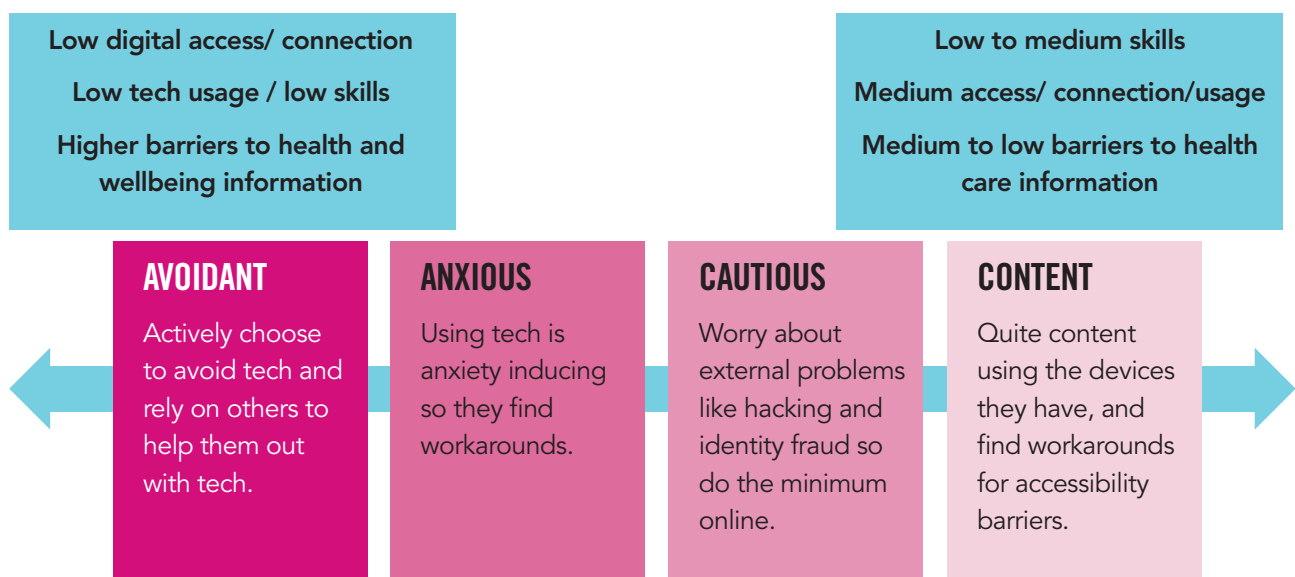 Low digital access/ connection
Low tech usage / low skills
Higher barriers to health and
wellbeing information
Low to medium skills
Medium access/ connection/usage
Medium to low barriers to health
care information
AVOIDANT
Actively choose
to avoid tech and
rely on others to
help them out
with tech.
ANXIOUS
Using tech is
anxiety inducing
so they find
workarounds.
CAUTIOUS
Worry about
external problems
like hacking and
identity fraud so
do the minimum
online.
CONTENT
Quite content
using the devices
they have, and
find workarounds
for accessibility
barriers.